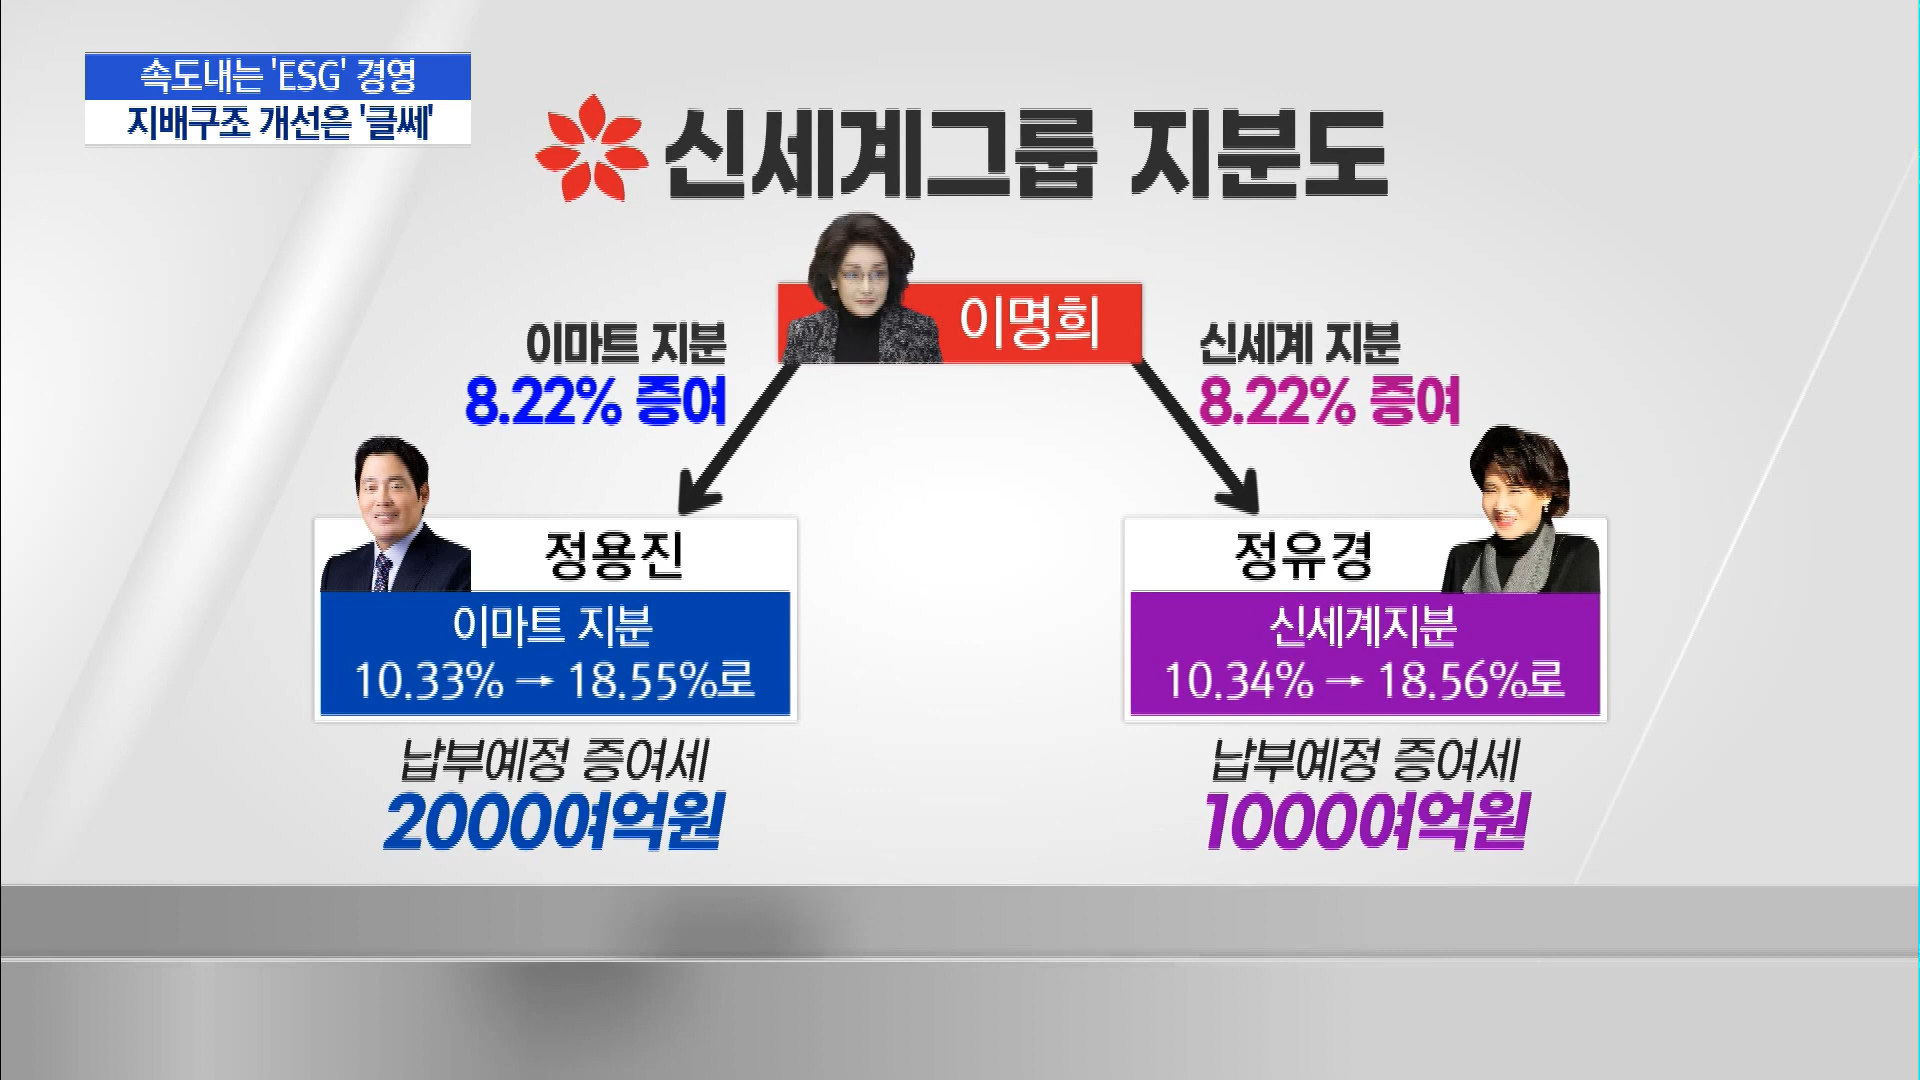 속도내는 'ESG' 경영
지배구조 개선은 '글쎄'
신세계그룹 지분도
이명희
이마트 지분
8.22% 증여
신세계 지분
8.22% 증여
정용진
이마트 지분
10.33% → 18.55%로
납부예정 증여세
2000여억원
정유경
신세계지분
10.34% → 18.56%로
납부예정 증여세
1000여억원